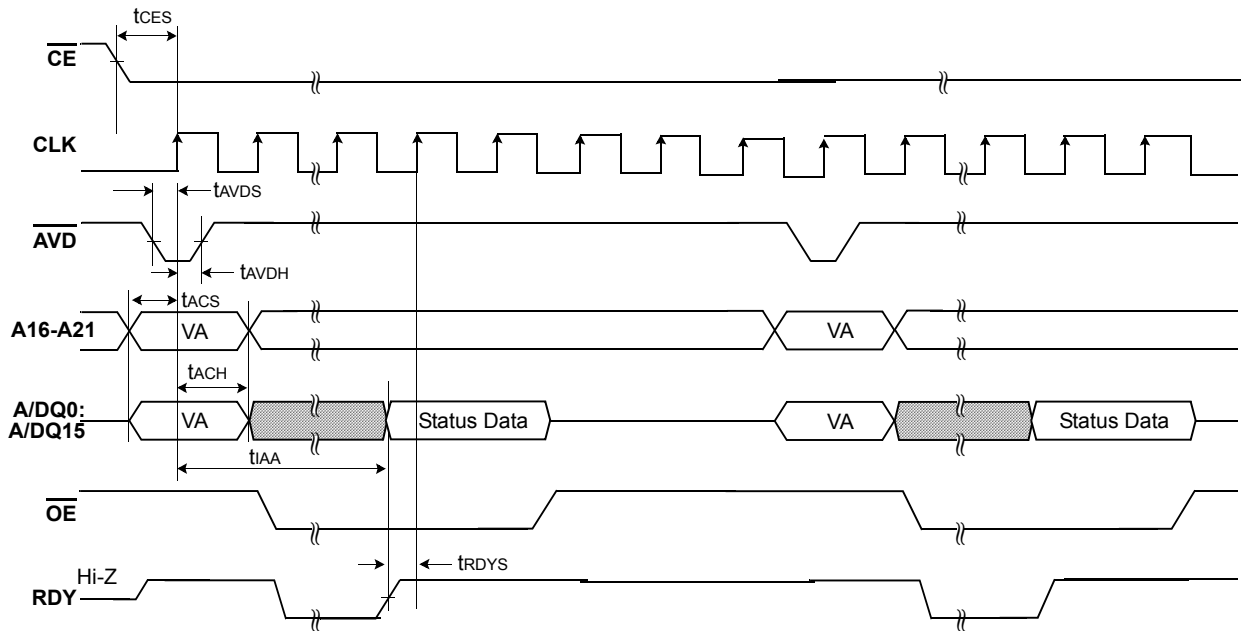 tCES
CE
CLK
tAVDS
AVD
tAVDH
tACS
A16-A21
VA
VA
tACH
A/DQ0:
A/DQ15
VA
Status Data
VA
Status Data
tIAA
OE
tRDYS
Hi-Z
RDY